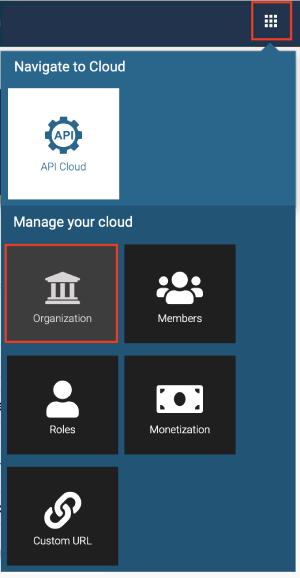 Navigate to Cloud
API
API Cloud
Manage your cloud
Organization
Members
Roles
Monetization
Custom URL